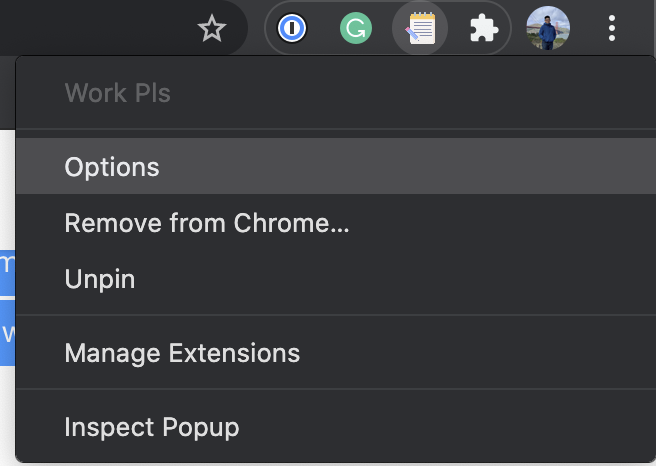 Work Pls
Options
Remove from Chrome...
Unpin
m
w
Manage Extensions
Inspect Popup